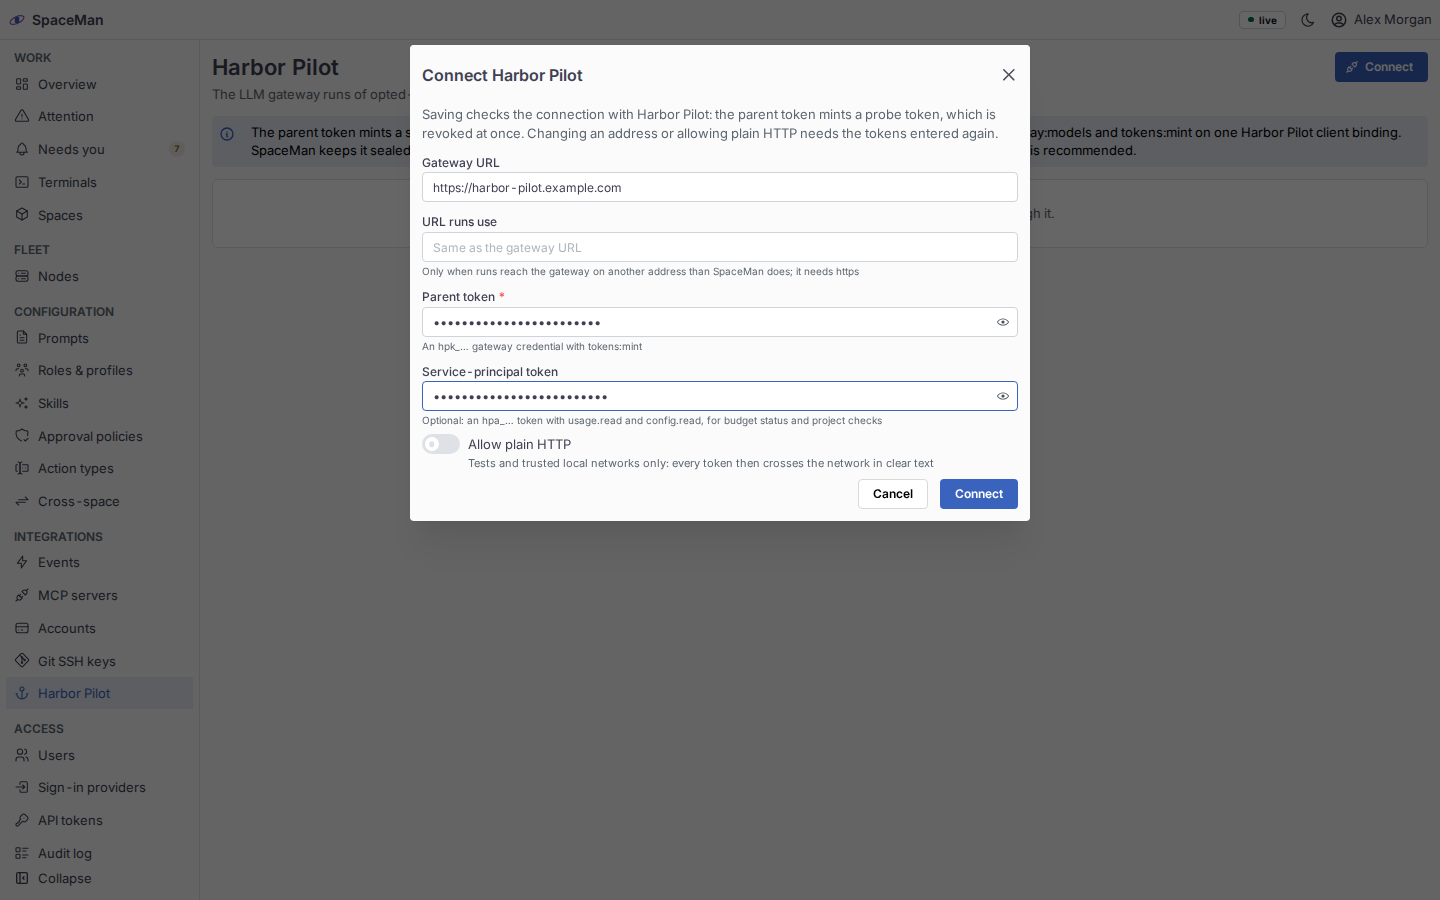 SpaceMan
live
Alex Morgan
WORK
Overview
Attention
Needs you
7
Terminals
Spaces
FLEET
Nodes
CONFIGURATION
Prompts
Roles & profiles
Skills
Approval policies
Action types
Cross-space
INTEGRATIONS
Events
MCP servers
Accounts
Git SSH keys
Harbor Pilot
ACCESS
Users
Sign-in providers
API tokens
Audit log
Collapse
Harbor Pilot
Connect
The LLM gateway runs of opted-
The parent token mints a
:models and tokens:mint on one Harbor Pilot client binding.
SpaceMan keeps it sealed
is recommended.
it.
Connect Harbor Pilot
Saving checks the connection with Harbor Pilot: the parent token mints a probe token, which is
revoked at once. Changing an address or allowing plain HTTP needs the tokens entered again.
Gateway URL
https://harbor-pilot.example.com
URL runs use
Same as the gateway URL
Only when runs reach the gateway on another address than SpaceMan does; it needs https
Parent token *
••••••••••••••••••••••••
An hpk_... gateway credential with tokens:mint
Service-principal token
•••••••••••••••••••••••••
Optional: an hpa_... token with usage.read and config.read, for budget status and project checks
Allow plain HTTP
Tests and trusted local networks only: every token then crosses the network in clear text
Cancel
Connect